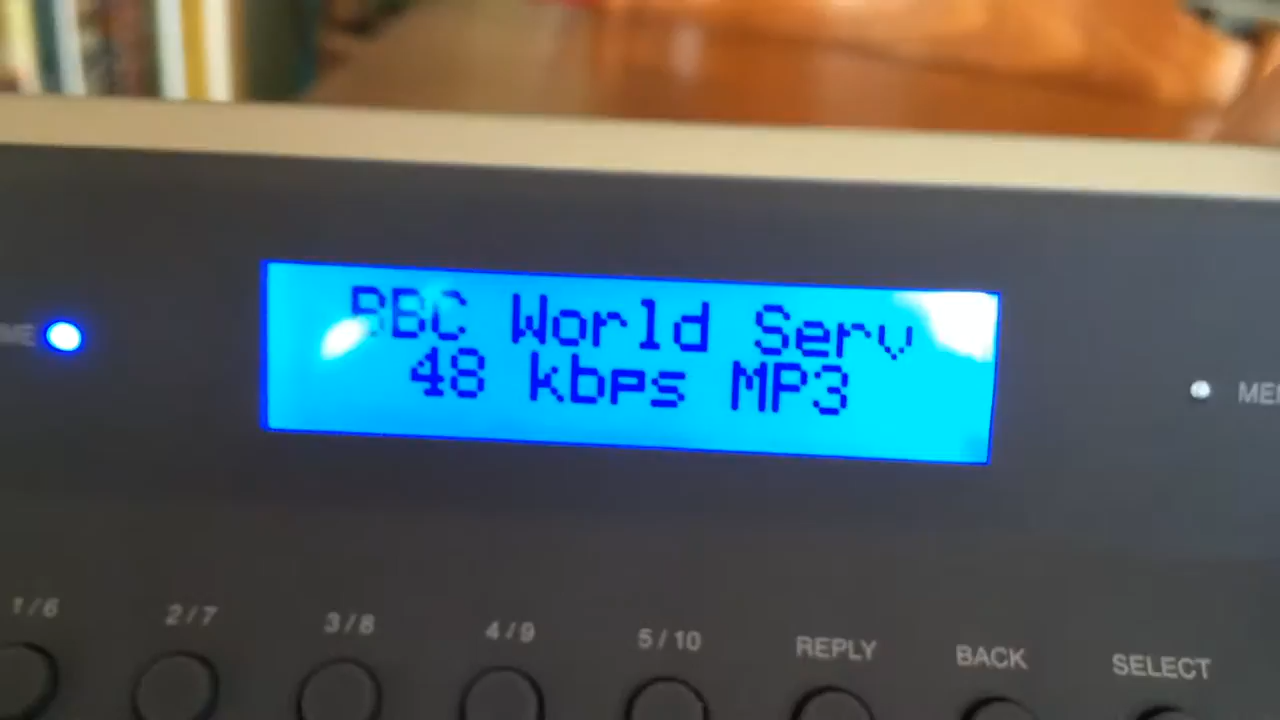 BBC World Serv
48 kbps MP3
1/6
2/7
3/8
4/9
5/10
REPLY
BACK
SELECT